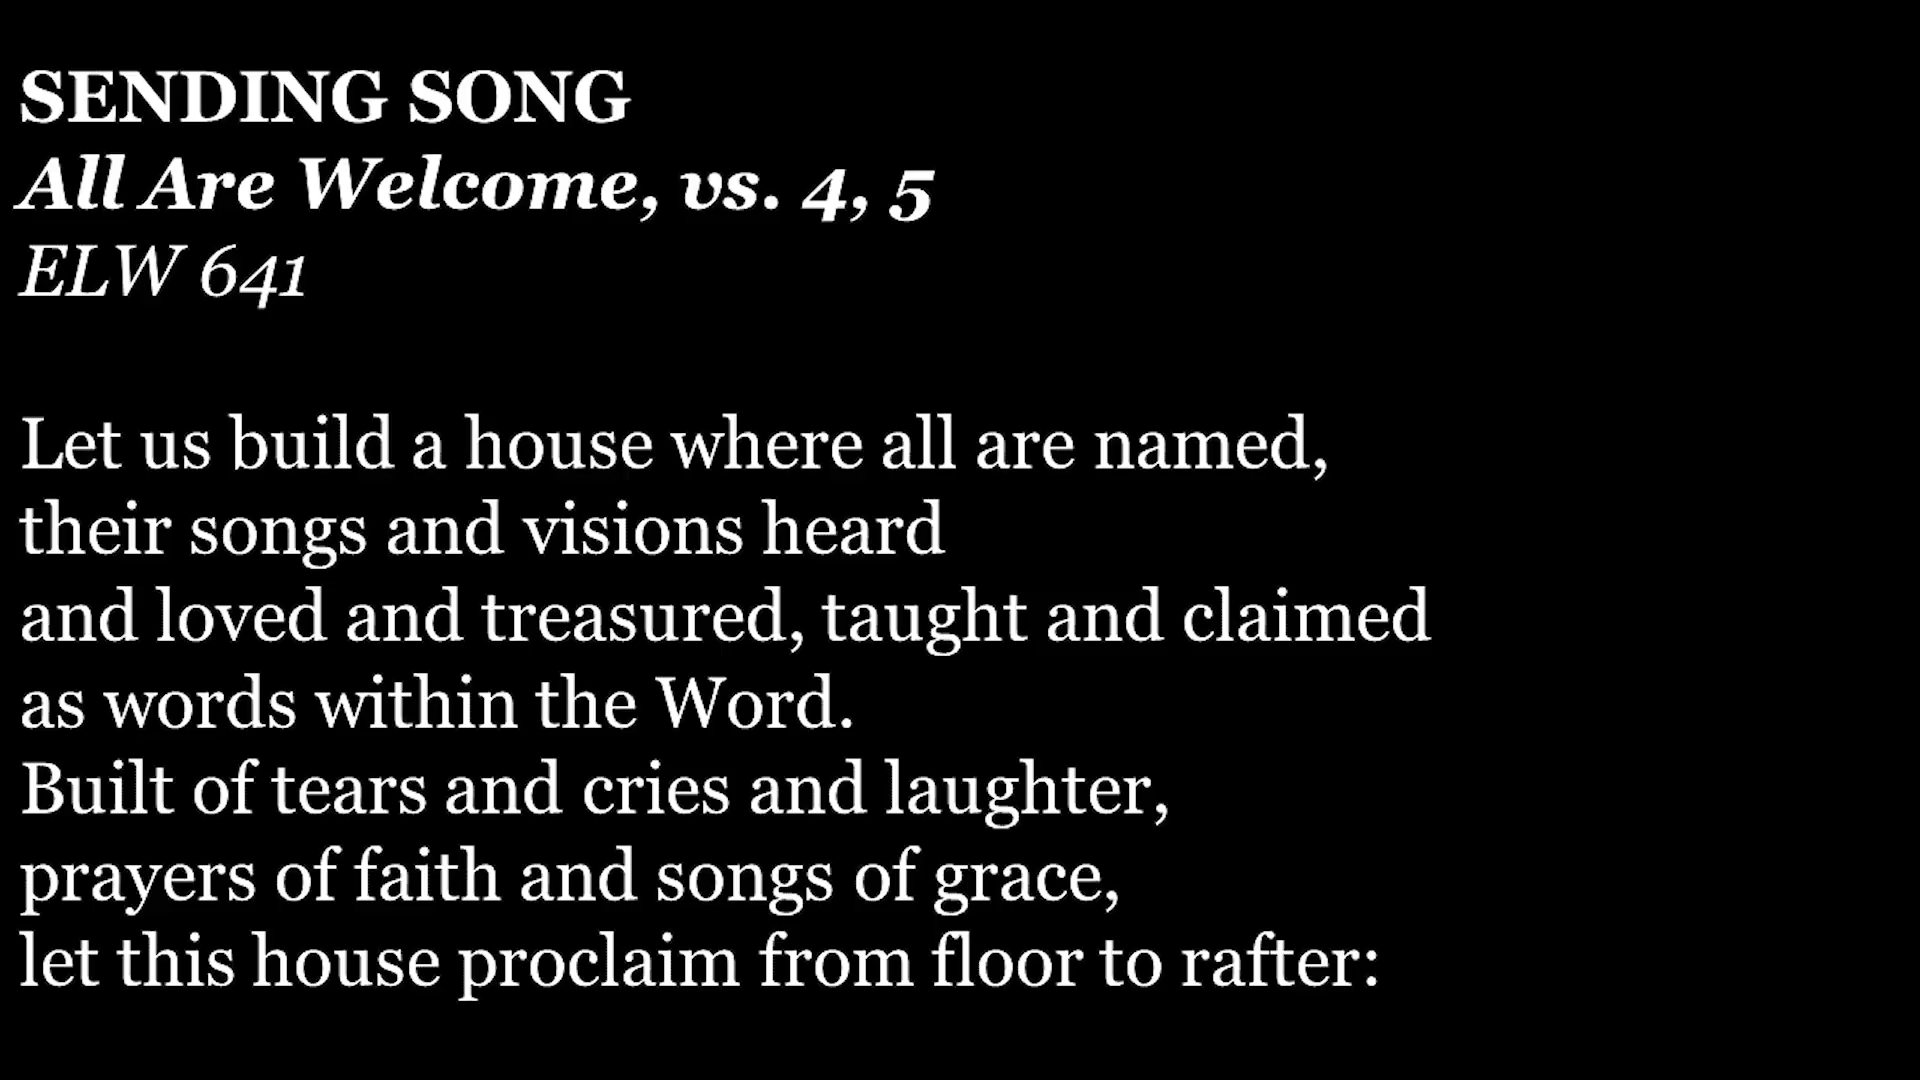 SENDING SONG
All Are Welcome, vs. 4, 5
ELW 641
Let us build a house where all are named,
their songs and visions heard
and loved and treasured, taught and claimed
as words within the Word.
Built of tears and cries and laughter,
prayers of faith and songs of grace,
let this house proclaim from floor to rafter: